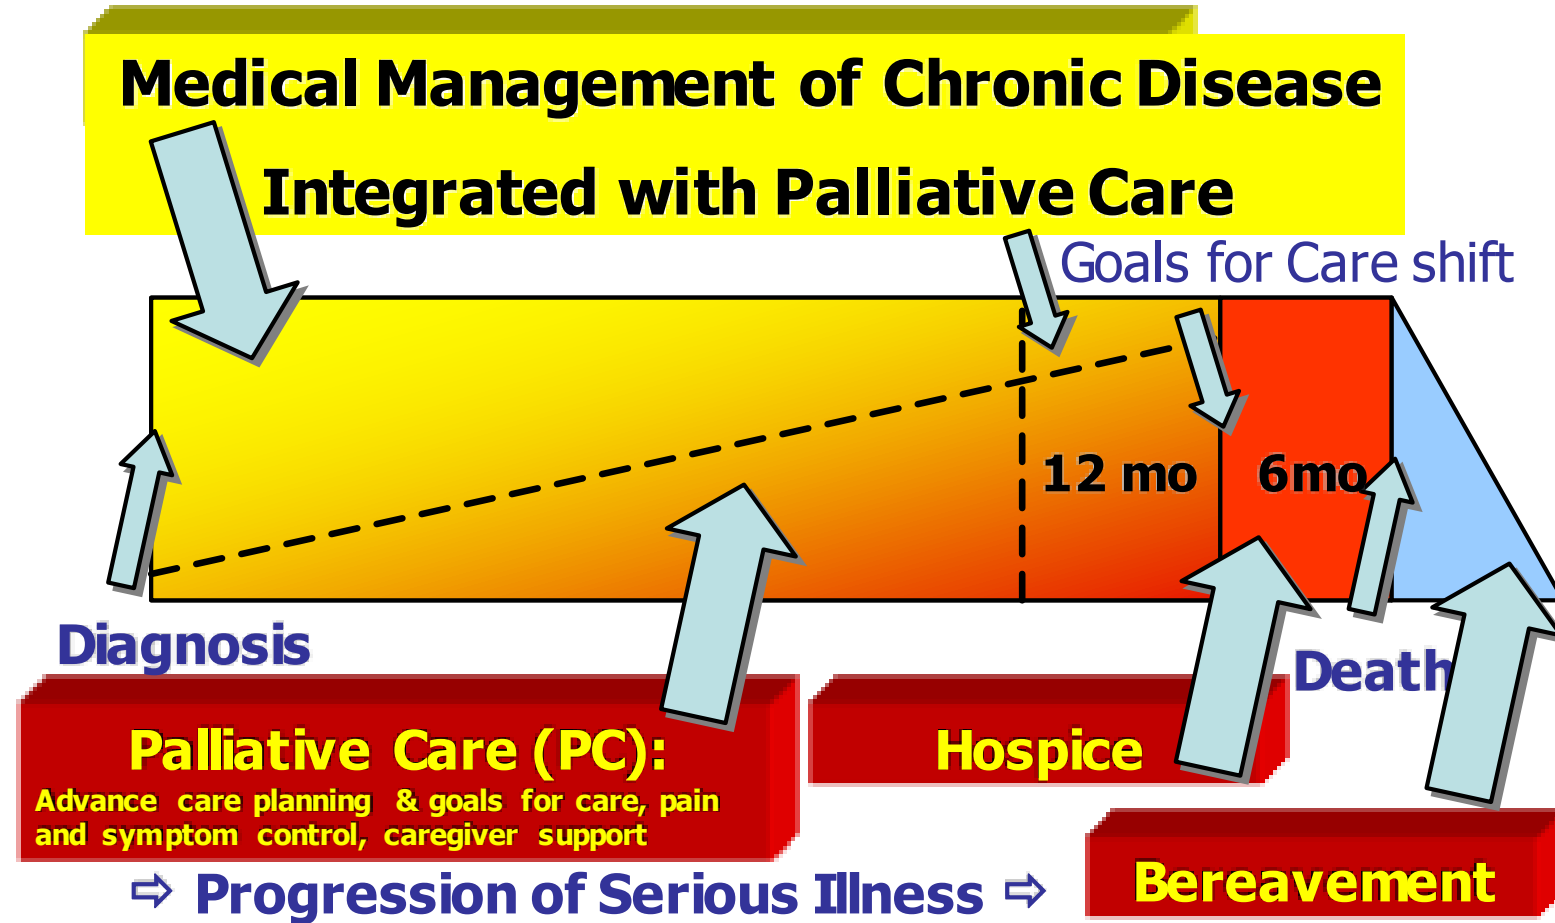 Medical Management of Chronic Disease
Integrated with Palliative Care
Goals for Care shift
12 mo
6mo
Diagnosis
Death
Palliative Care (PC):
Advance care planning & goals for care, pain
and symptom control, caregiver support
Hospice
Bereavement
⇨ Progression of Serious Illness ⇨